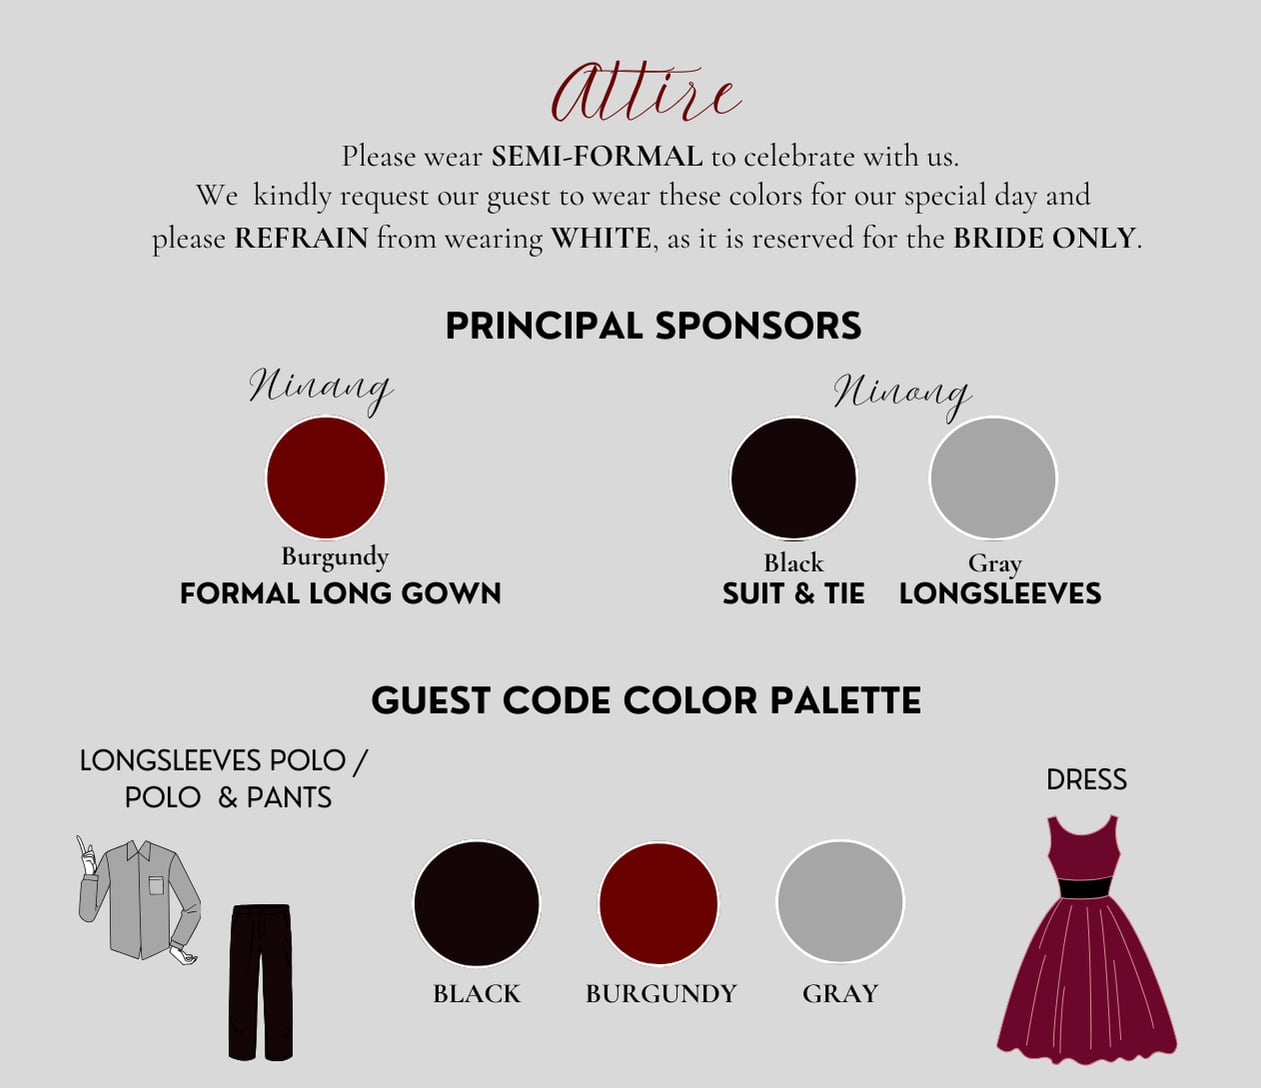 Attire
Please wear SEMI-FORMAL to celebrate with us.
We kindly request our guest to wear these colors for our special day and
please REFRAIN from wearing WHITE, as it is reserved for the BRIDE ONLY.
PRINCIPAL SPONSORS
Ninang
Ninong
Burgundy
FORMAL LONG GOWN
Black
SUIT & TIE
Gray
LONGSLEEVES
GUEST CODE COLOR PALETTE
LONGSLEEVES POLO /
POLO & PANTS
DRESS
BLACK
BURGUNDY
GRAY